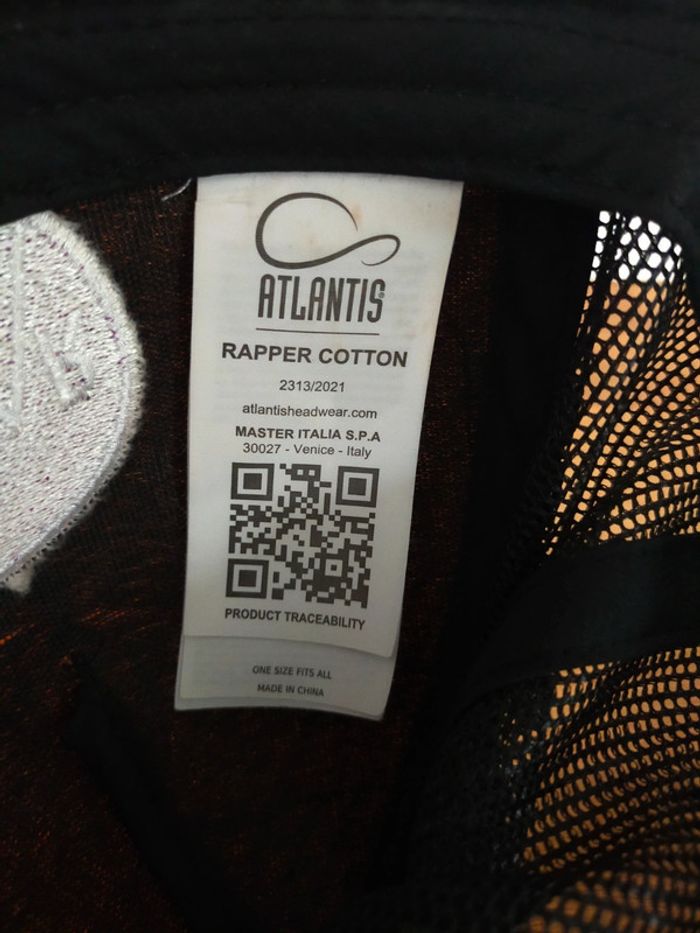 ATLANTIS®
RAPPER COTTON
2313/2021
atlantisheadwear.com
MASTER ITALIA S.P.A
30027 - Venice - Italy
PRODUCT TRACEABILITY
ONE SIZE FITS ALL
MADE IN CHINA